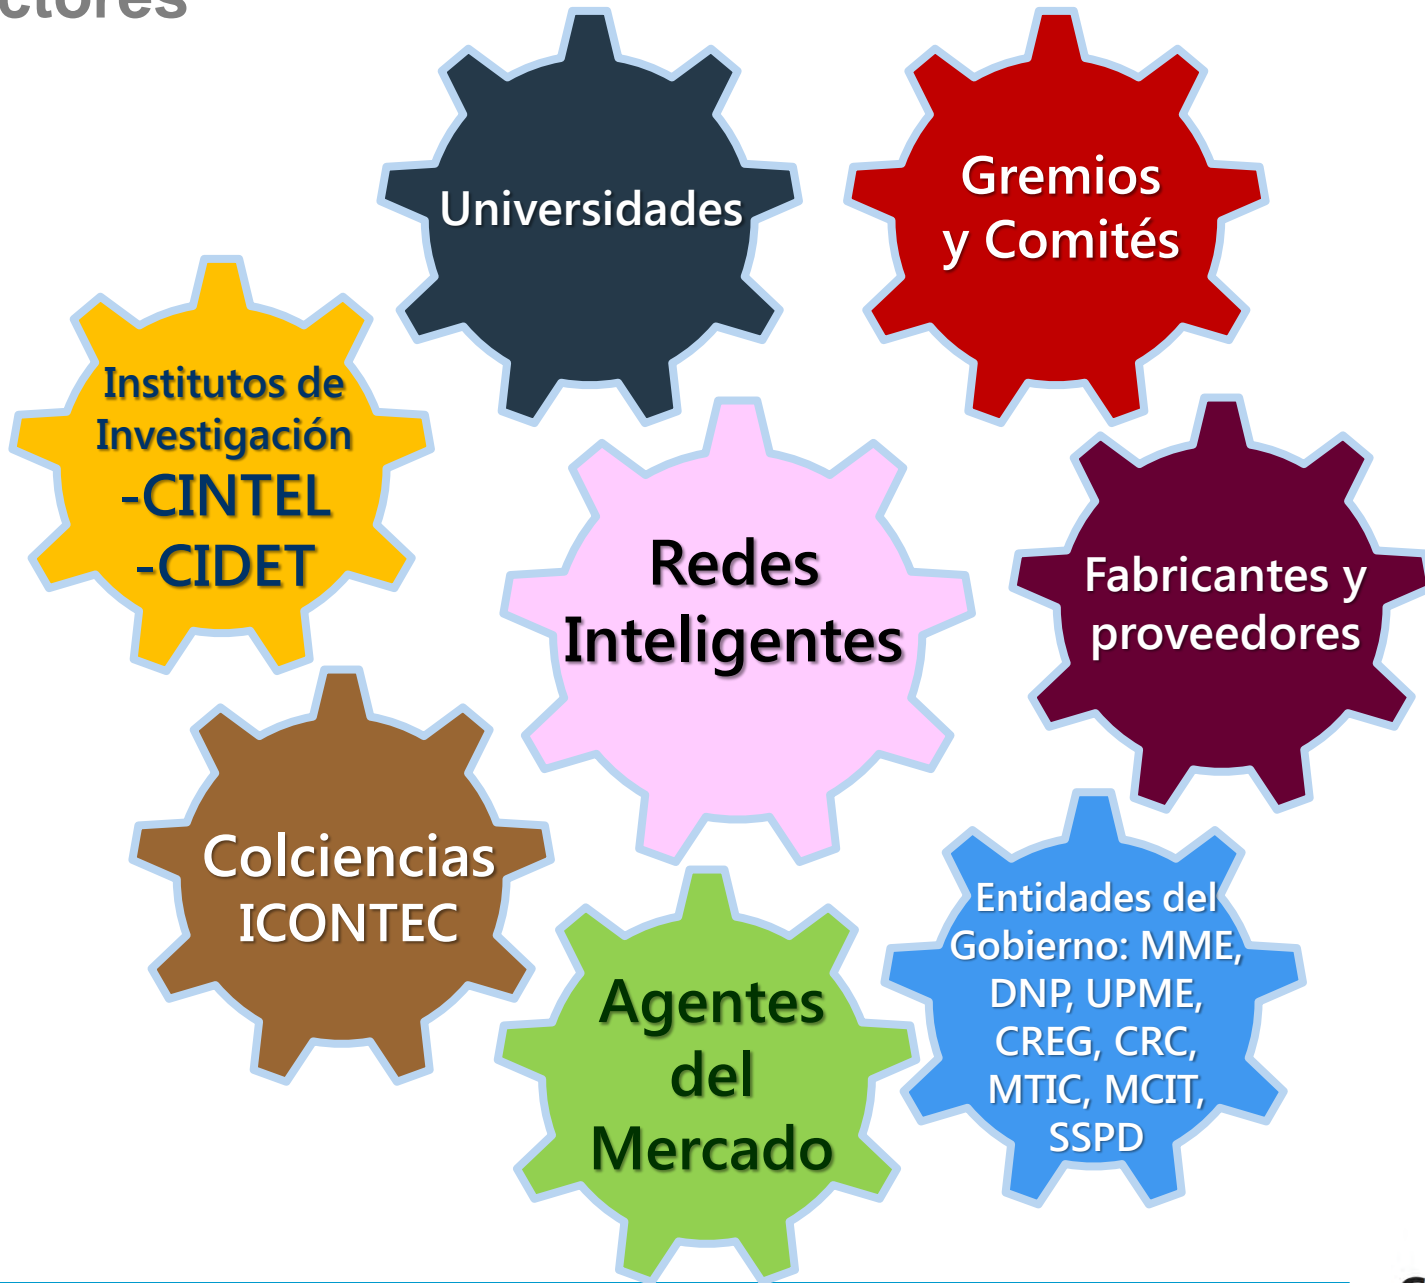 ctores
Universidades
Gremios
y Comités
Institutos de
Investigación
-CINTEL
-CIDET
Redes
Inteligentes
Fabricantes y
proveedores
Colciencias
ICONTEC
Agentes
del
Mercado
Entidades del
Gobierno: MME,
DNP, UPME,
CREG, CRC,
MTIC, MCIT,
SSPD